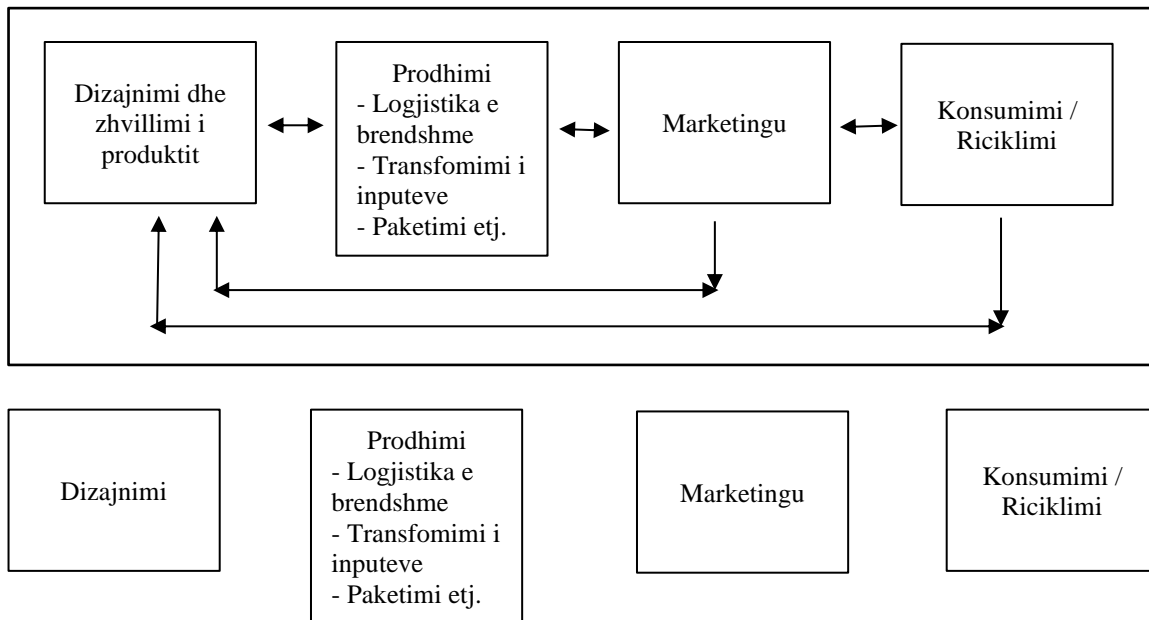 Dizajnimi dhe
zhvillimi i
produktit
Prodhimi
- Logjistika e
brendshme
- Transfomimi i
inputeve
- Paketimi etj.
Marketingu
Konsumimi /
Riciklimi
Dizajnimi
Prodhimi
- Logjistika e
brendshme
- Transfomimi i
inputeve
- Paketimi etj.
Marketingu
Konsumimi /
Riciklimi